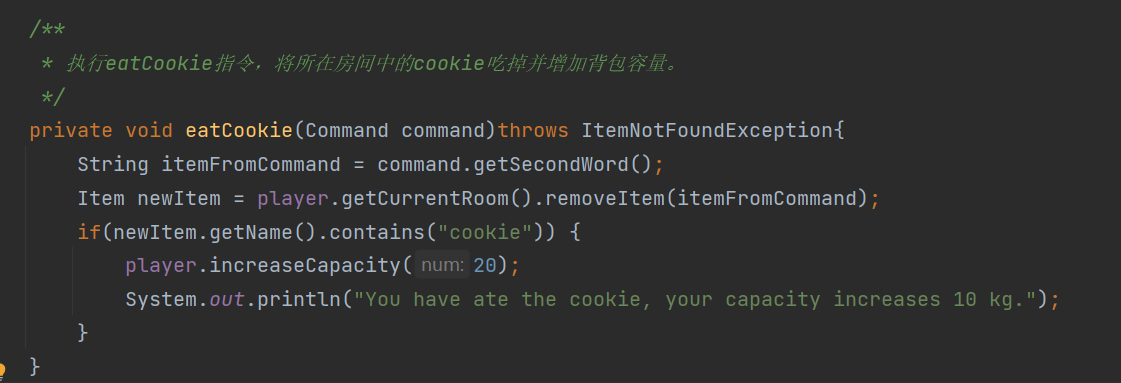 /**
 * 执行eatCookie指令，将所在房间中的cookie吃掉并增加背包容量。
 */
private void eatCookie(Command command)throws ItemNotFoundException{
    String itemFromCommand = command.getSecondWord();
    Item newItem = player.getCurrentRoom().removeItem(itemFromCommand);
    if(newItem.getName().contains("cookie")) {
        player.increaseCapacity( num: 20);
        System.out.println("You have ate the cookie, your capacity increases 10 kg.");
    }
}